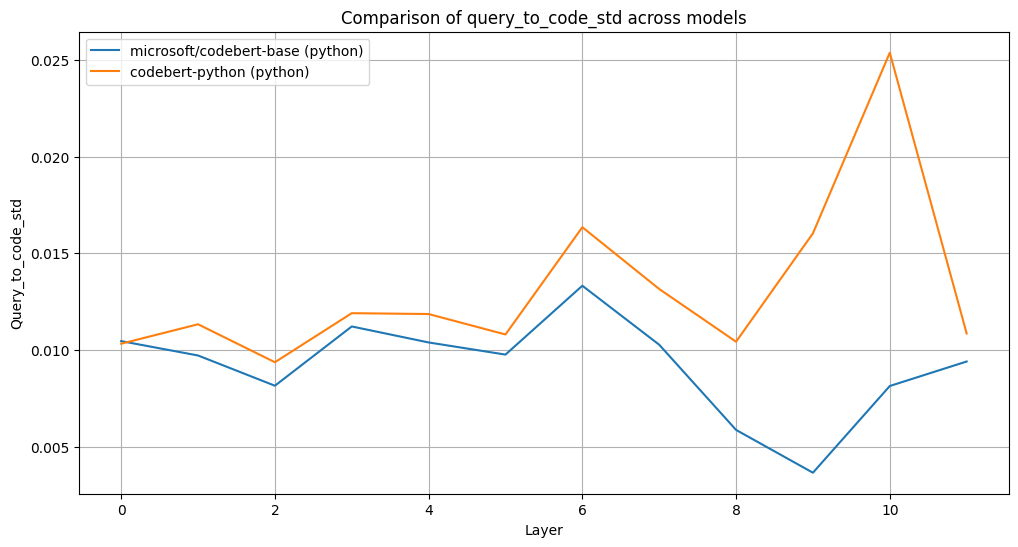 Comparison of query_to_code_std across models
microsoft/codebert-base (python)
codebert-python (python)
Query_to_code_std
0.025
0.020
0.015
0.010
0.005
0 2 4 6 8 10
Layer